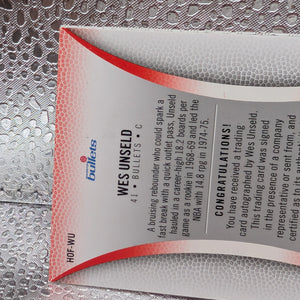 HOF-WU
bullets
WES UNSELD
41 • BULLETS • C
A bruising rebounder who could spark a
fast break with a quick outlet pass, Unseld
hauled in a career-high 18.2 boards per
game as a rookie in 1968-69 and led the
NBA with 14.8 rpg in 1974-75.
CONGRATULATIONS!
You have received a trading
card autographed by Wes Unseld.
This trading card was signed
in the presence of a company
representative or sent from, and
certified as